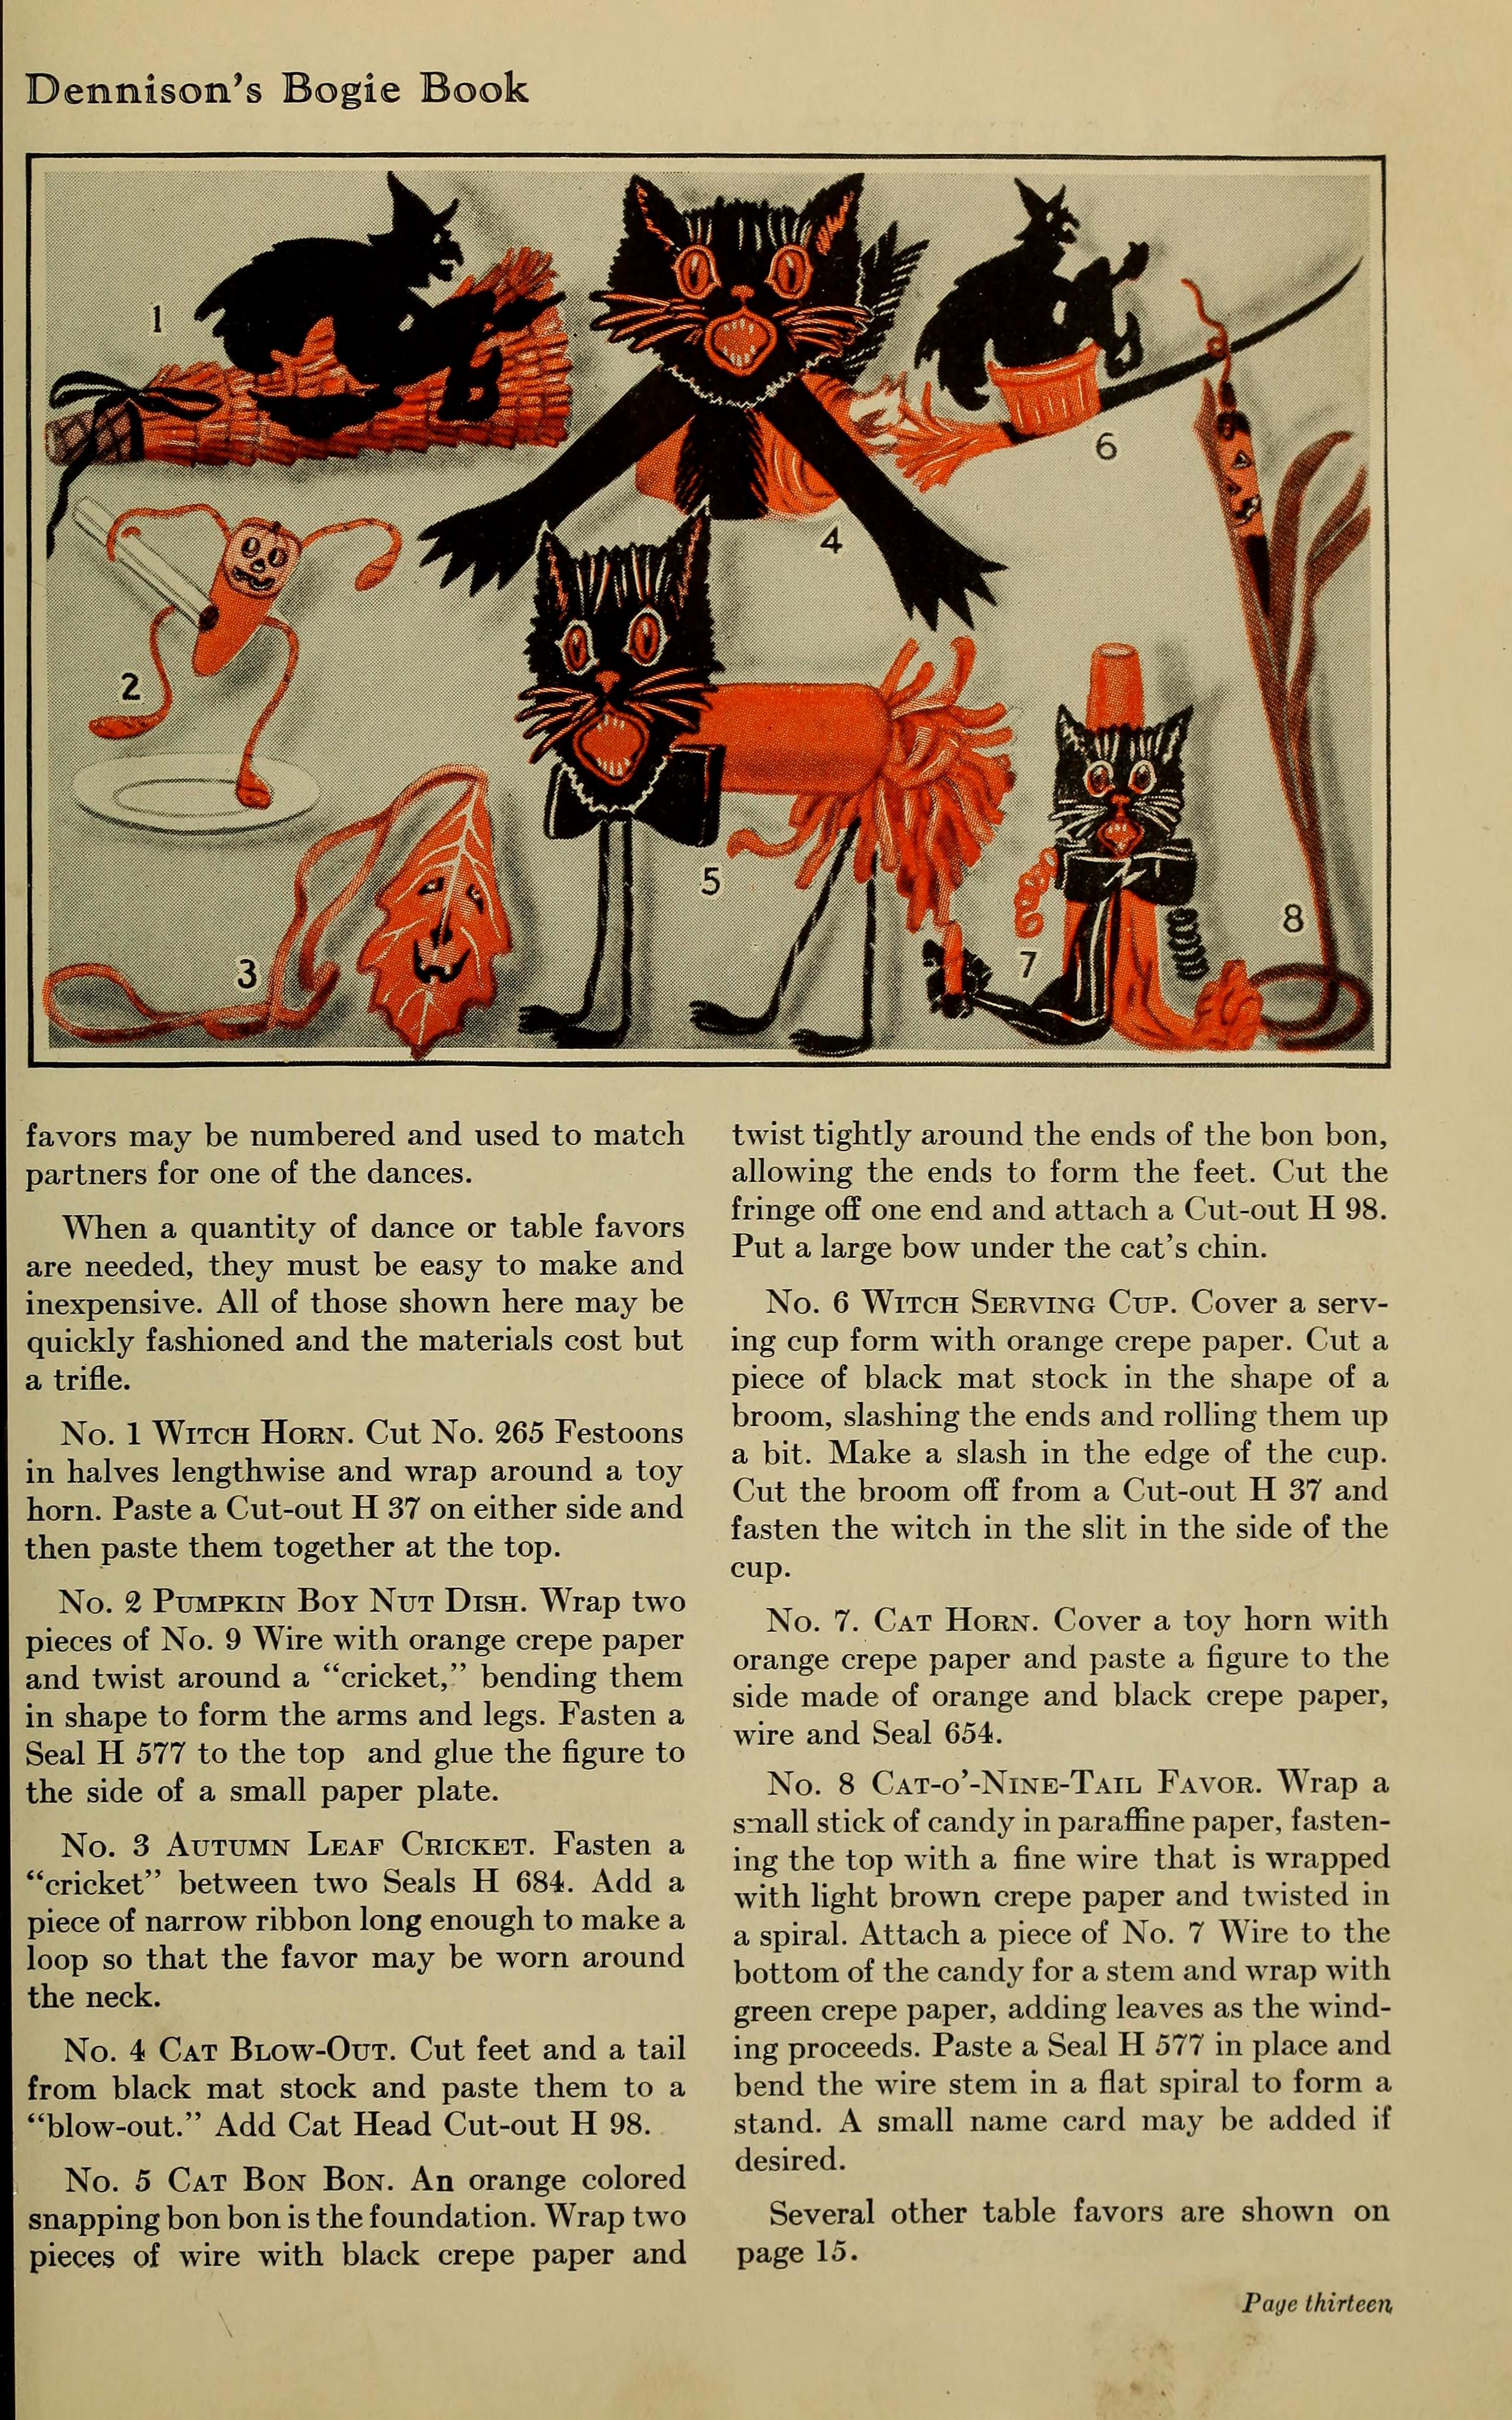 Dennison's Bogie Book
1
2
3
4
5
6
7
8
favors may be numbered and used to match
partners for one of the dances.
When a quantity of dance or table favors
are needed, they must be easy to make and
inexpensive. All of those shown here may be
quickly fashioned and the materials cost but
a trifle.
No. 1 WITCH HORN. Cut No. 265 Festoons
in halves lengthwise and wrap around a toy
horn. Paste a Cut-out H 37 on either side and
then paste them together at the top.
No. 2 PUMPKIN BOY NUT DISH. Wrap two
pieces of No. 9 Wire with orange crepe paper
and twist around a "cricket," bending them
in shape to form the arms and legs. Fasten a
Seal H 577 to the top and glue the figure to
the side of a small paper plate.
No. 3 AUTUMN LEAF CRICKET. Fasten a
"cricket" between two Seals H 684. Add a
piece of narrow ribbon long enough to make a
loop so that the favor may be worn around
the neck.
No. 4 CAT BLOW-OUT. Cut feet and a tail
from black mat stock and paste them to a
"blow-out." Add Cat Head Cut-out H 98.
No. 5 CAT BON BON. An orange colored
snapping bon bon is the foundation. Wrap two
pieces of wire with black crepe paper and
twist tightly around the ends of the bon bon,
allowing the ends to form the feet. Cut the
fringe off one end and attach a Cut-out H 98.
Put a large bow under the cat's chin.
No. 6 WITCH SERVING CUP. Cover a serv-
ing cup form with orange crepe paper. Cut a
piece of black mat stock in the shape of a
broom, slashing the ends and rolling them up
a bit. Make a slash in the edge of the cup.
Cut the broom off from a Cut-out H 37 and
fasten the witch in the slit in the side of the
cup.
No. 7. CAT HORN. Cover a toy horn with
orange crepe paper and paste a figure to the
side made of orange and black crepe paper,
wire and Seal 654.
No. 8 CAT-O'-NINE-TAIL FAVOR. Wrap a
small stick of candy in paraffine paper, fasten-
ing the top with a fine wire that is wrapped
with light brown crepe paper and twisted in
a spiral. Attach a piece of No. 7 Wire to the
bottom of the candy for a stem and wrap with
green crepe paper, adding leaves as the wind-
ing proceeds. Paste a Seal H 577 in place and
bend the wire stem in a flat spiral to form a
stand. A small name card may be added if
desired.
Several other table favors are shown on
page 15.
Page thirteen